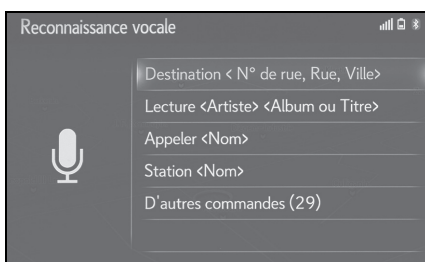 Reconnaissance vocale
Destination < N° de rue, Rue, Ville>
Lecture <Artiste> <Album ou Titre>
Appeler <Nom>
Station <Nom>
D'autres commandes (29)